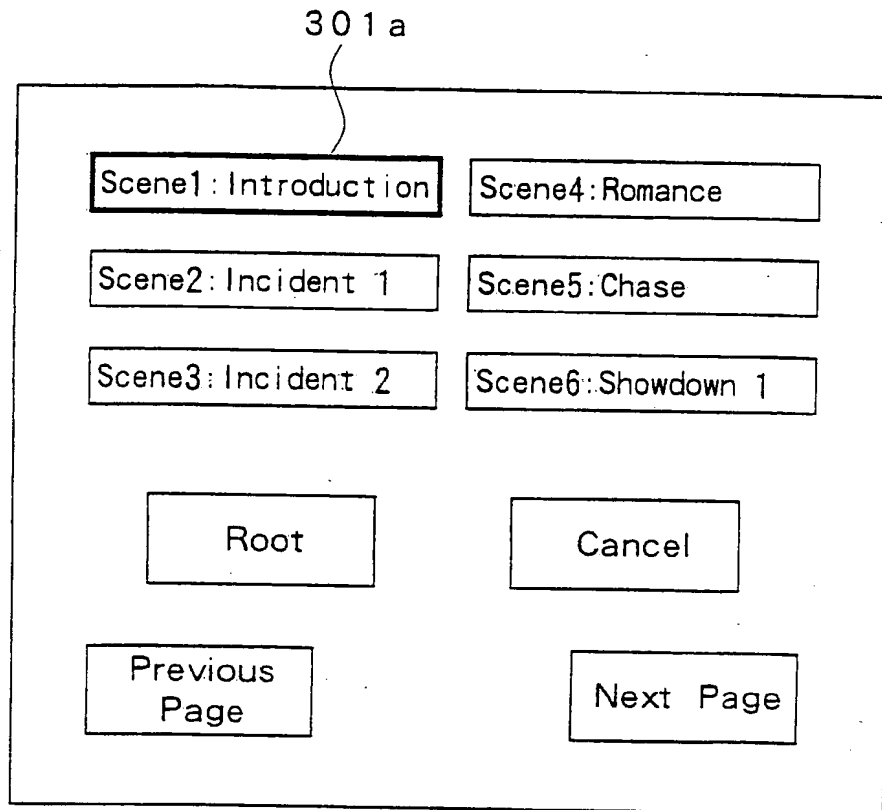 301a
Scene1:Introduction
Scene4:Romance
Scene2:Incident 1
Scene5:Chase
Scene3:Incident 2
Scene6:Showdown 1
Root
Cancel
Previous
Page
Next Page